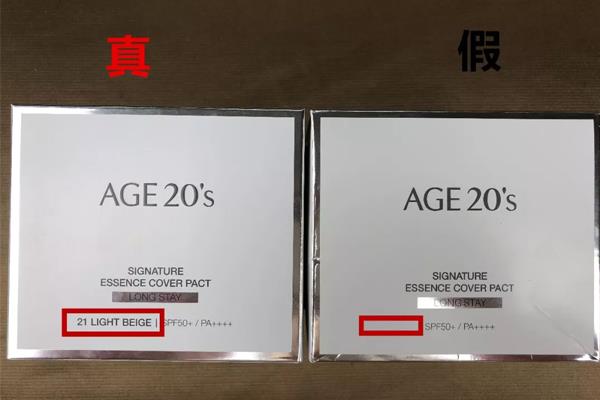 真
假
AGE 20's
SIGNATURE
ESSENCE COVER PACT
LONG STAY
21 LIGHT BEIGE | SPF50+ / PA++++
AGE 20's
SIGNATURE
ESSENCE COVER PACT
LONG STAY
SPF50+ / PA++++